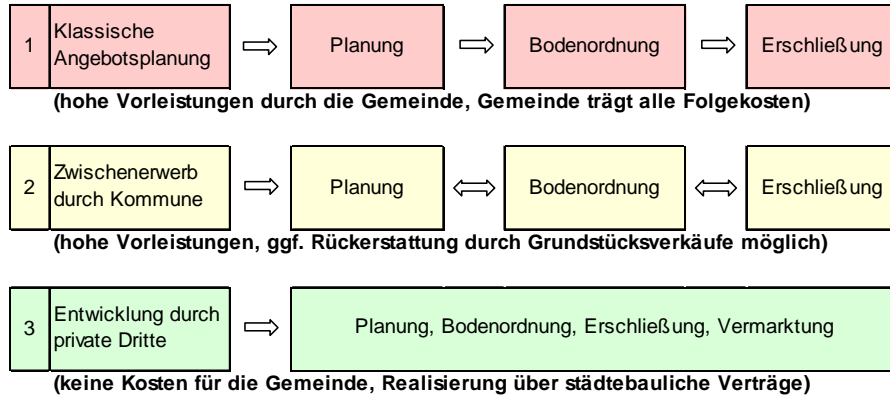 1 Klassische Angebotsplanung Planung Bodenordnung Erschließung
(hohe Vorleistungen durch die Gemeinde, Gemeinde trägt alle Folgekosten)
2 Zwischenerwerb durch Kommune Planung Bodenordnung Erschließung
(hohe Vorleistungen, ggf. Rückerstattung durch Grundstücksverkäufe möglich)
3 Entwicklung durch private Dritte Planung, Bodenordnung, Erschließung, Vermarktung
(keine Kosten für die Gemeinde, Realisierung über städtebauliche Verträge)